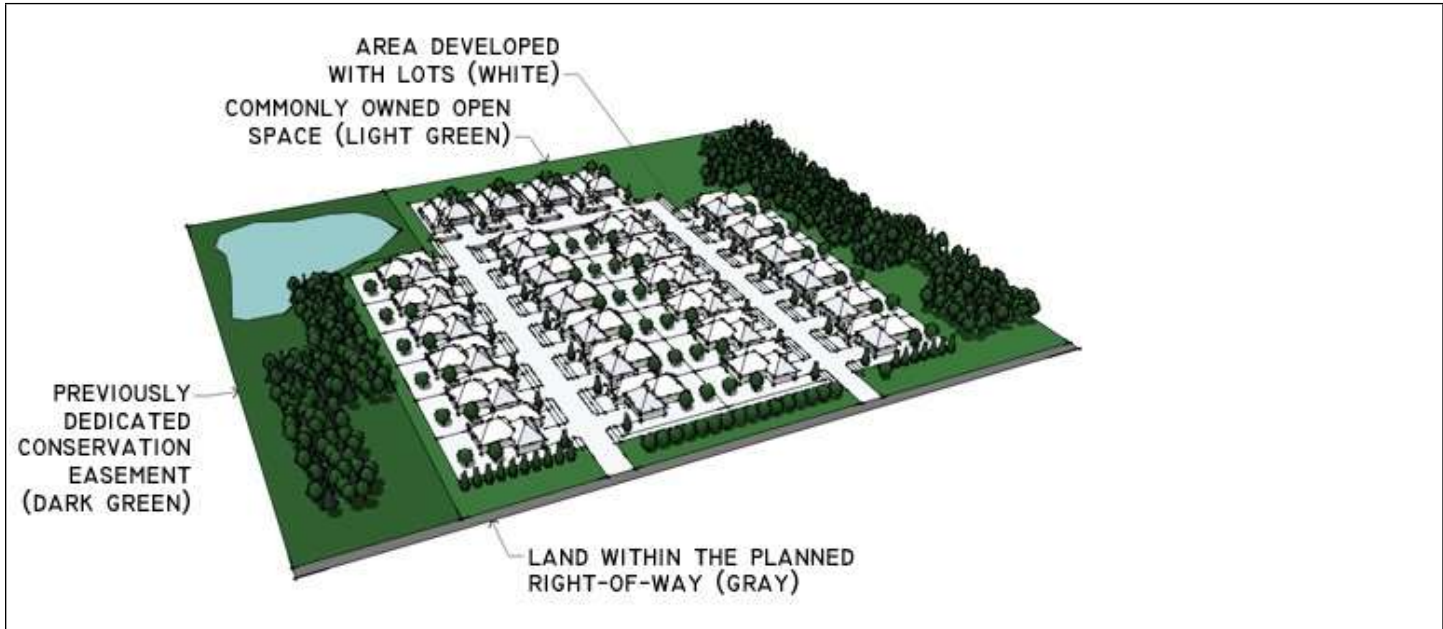 AREA DEVELOPED
WITH LOTS (WHITE)
COMMONLY OWNED OPEN
SPACE (LIGHT GREEN)
PREVIOUSLY
DEDICATED
CONSERVATION
EASEMENT
(DARK GREEN)
LAND WITHIN THE PLANNED
RIGHT-OF-WAY (GRAY)